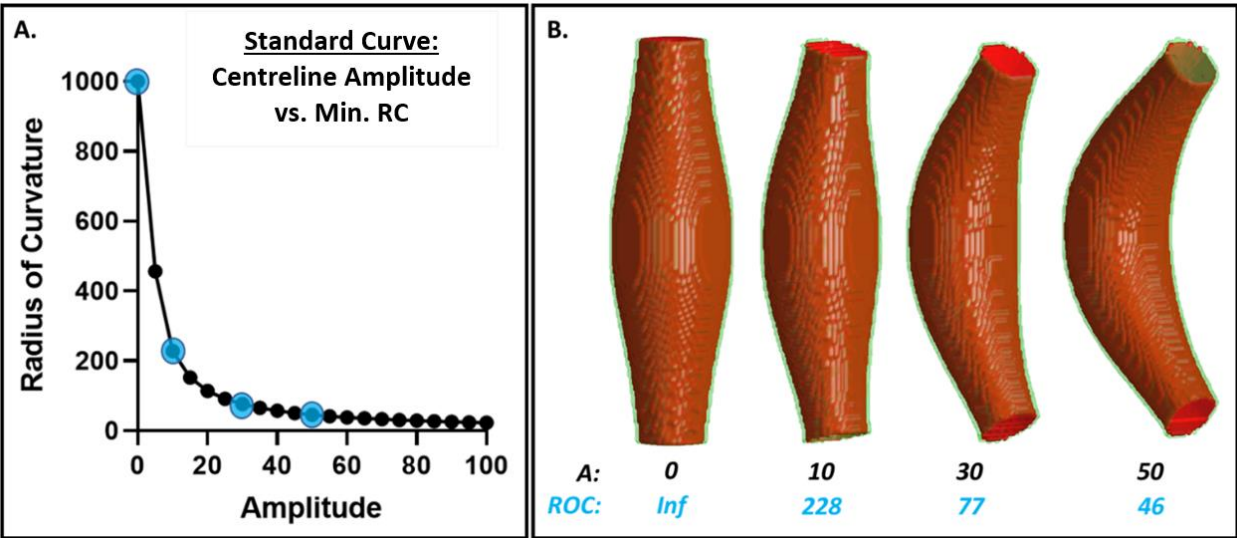 A.
Standard Curve:
Centreline Amplitude
vs. Min. RC
Radius of Curvature
1000
800
600
400
200
0
0 20 40 60 80 100
Amplitude
B.
A: 0 10 30 50
ROC: Inf 228 77 46